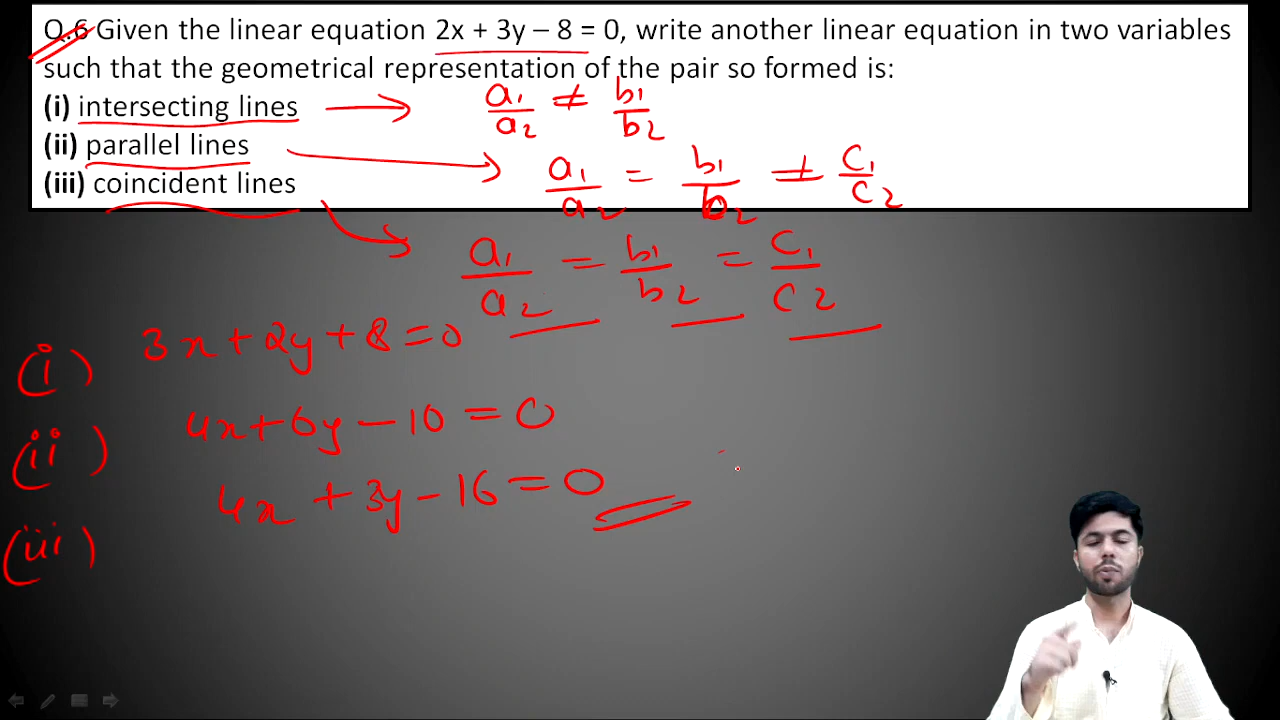 Q.6 Given the linear equation 2x + 3y – 8 = 0, write another linear equation in two variables
such that the geometrical representation of the pair so formed is:
(i) intersecting lines → a₁/a₂ ≠ b₁/b₂
(ii) parallel lines → a₁/a₂ = b₁/b₂ ≠ c₁/c₂
(iii) coincident lines → a₁/a₂ = b₁/b₂ = c₁/c₂
(i) 3x + 2y + 8 = 0
(ii) 4x + 6y – 10 = 0
(iii) 4x + 3y – 16 = 0